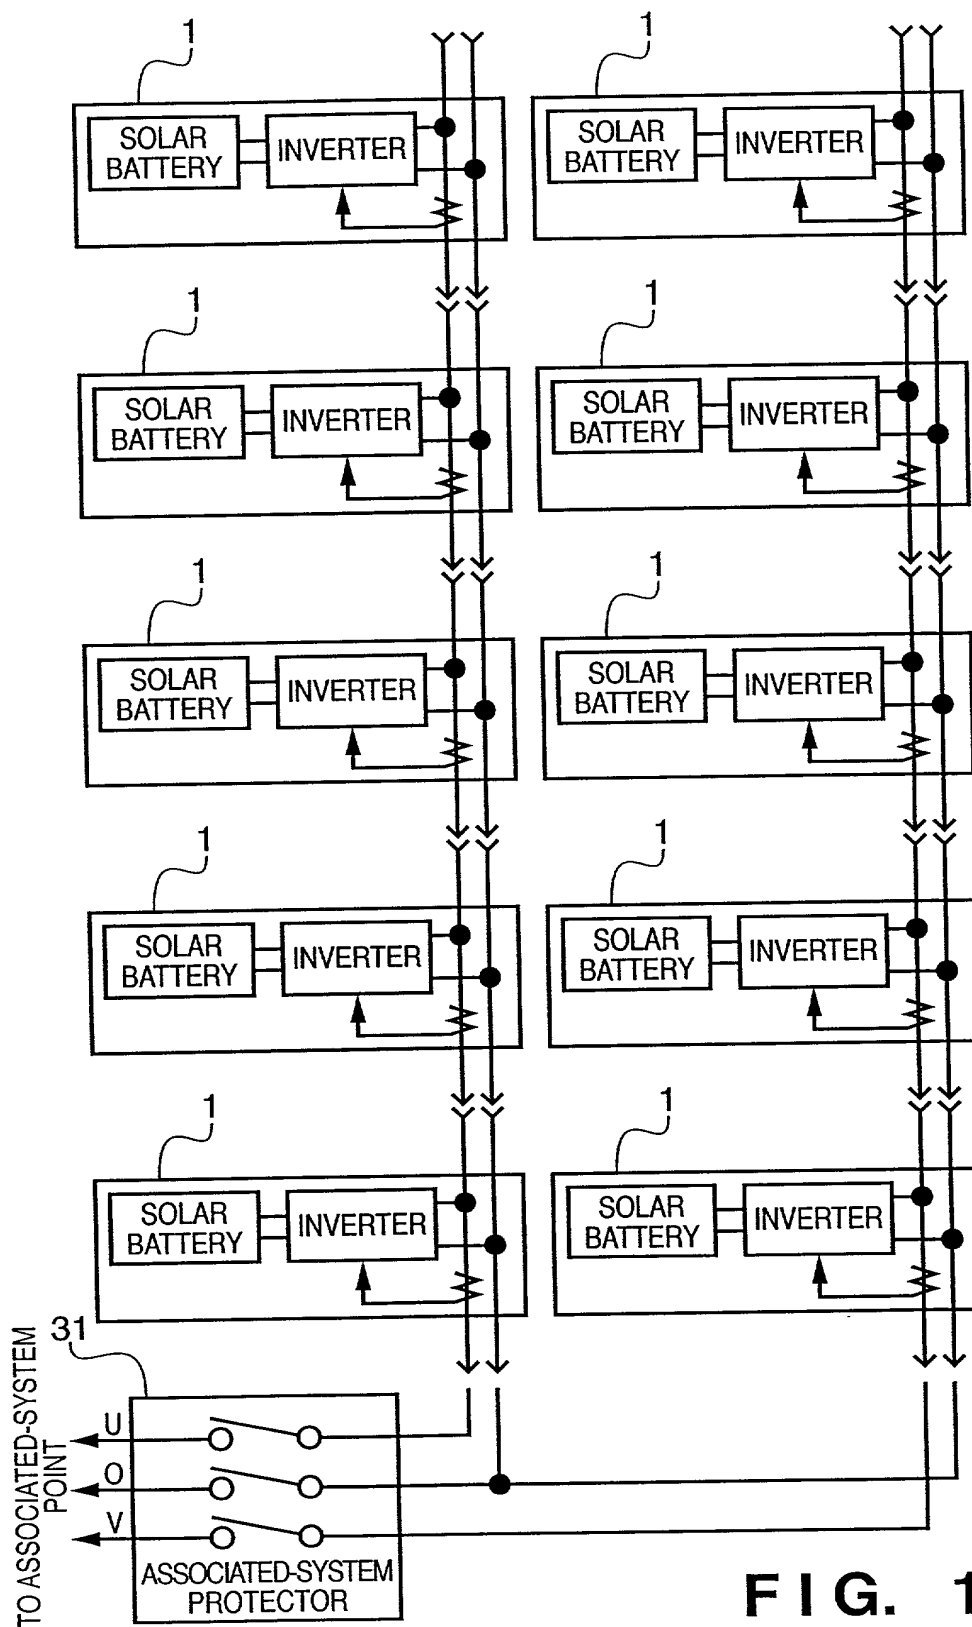 1 1
SOLAR
BATTERY
INVERTER
SOLAR
BATTERY
INVERTER
1 1
SOLAR
BATTERY
INVERTER
SOLAR
BATTERY
INVERTER
1 1
SOLAR
BATTERY
INVERTER
SOLAR
BATTERY
INVERTER
1 1
SOLAR
BATTERY
INVERTER
SOLAR
BATTERY
INVERTER
1 1
SOLAR
BATTERY
INVERTER
SOLAR
BATTERY
INVERTER
31
TO ASSOCIATED-SYSTEM
POINT
U
O
V
ASSOCIATED-SYSTEM
PROTECTOR
FIG. 1